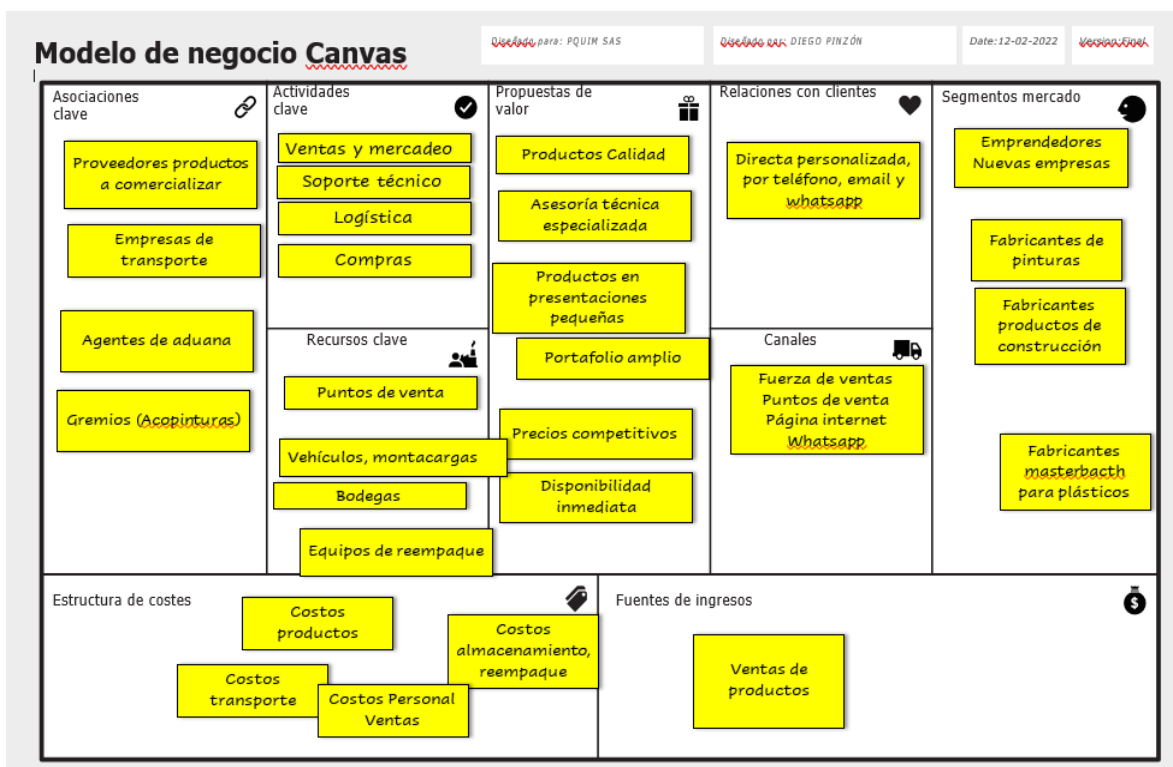 Modelo de negocio Canvas
Diseñado para: PQUIM SAS
Diseñado por: DIEGO PINZÓN
Date:12-02-2022
Version:Final
Asociaciones
clave
Proveedores productos
a comercializar
Empresas de
transporte
Agentes de aduana
Gremios (Acopinturas)
Actividades
clave
Ventas y mercadeo
Soporte técnico
Logística
Compras
Recursos clave
Puntos de venta
Vehículos, montacargas
Bodegas
Equipos de reempaque
Propuestas de
valor
Productos Calidad
Asesoría técnica
especializada
Productos en
presentaciones
pequeñas
Portafolio amplio
Precios competitivos
Disponibilidad
inmediata
Relaciones con clientes
Directa personalizada,
por teléfono, email y
whatsapp
Canales
Fuerza de ventas
Puntos de venta
Página internet
Whatsapp
Segmentos mercado
Emprendedores
Nuevas empresas
Fabricantes de
pinturas
Fabricantes
productos de
construcción
Fabricantes
masterbacth
para plásticos
Estructura de costes
Costos
productos
Costos
transporte
Costos Personal
Ventas
Costos
almacenamiento,
reempaque
Fuentes de ingresos
$
Ventas de
productos